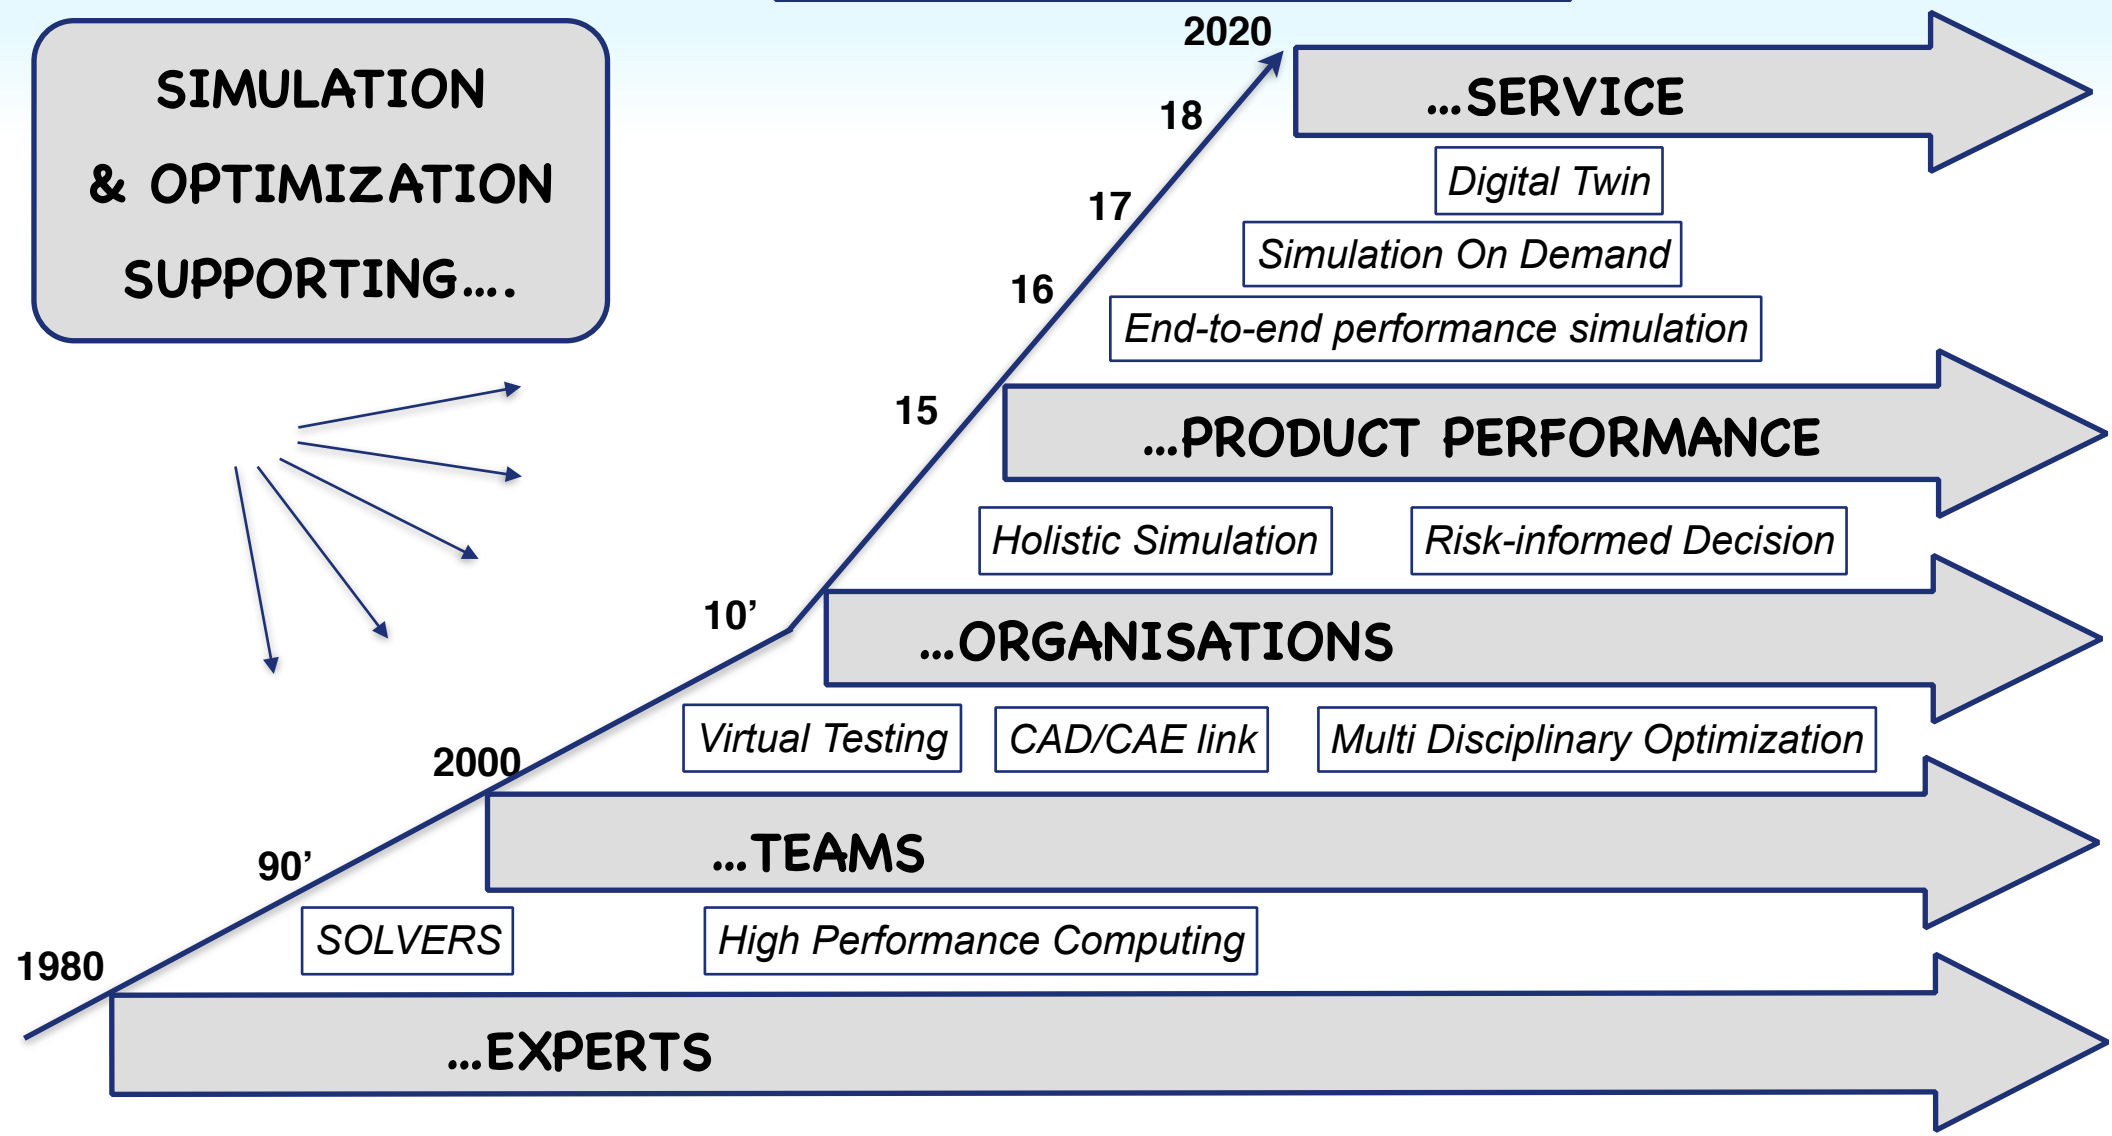 SIMULATION
& OPTIMIZATION
SUPPORTING....
2020
...SERVICE
18
Digital Twin
17
Simulation On Demand
16
End-to-end performance simulation
15
...PRODUCT PERFORMANCE
Holistic Simulation
Risk-informed Decision
10’
...ORGANISATIONS
Virtual Testing
CAD/CAE link
Multi Disciplinary Optimization
2000
...TEAMS
90’
SOLVERS
High Performance Computing
1980
...EXPERTS